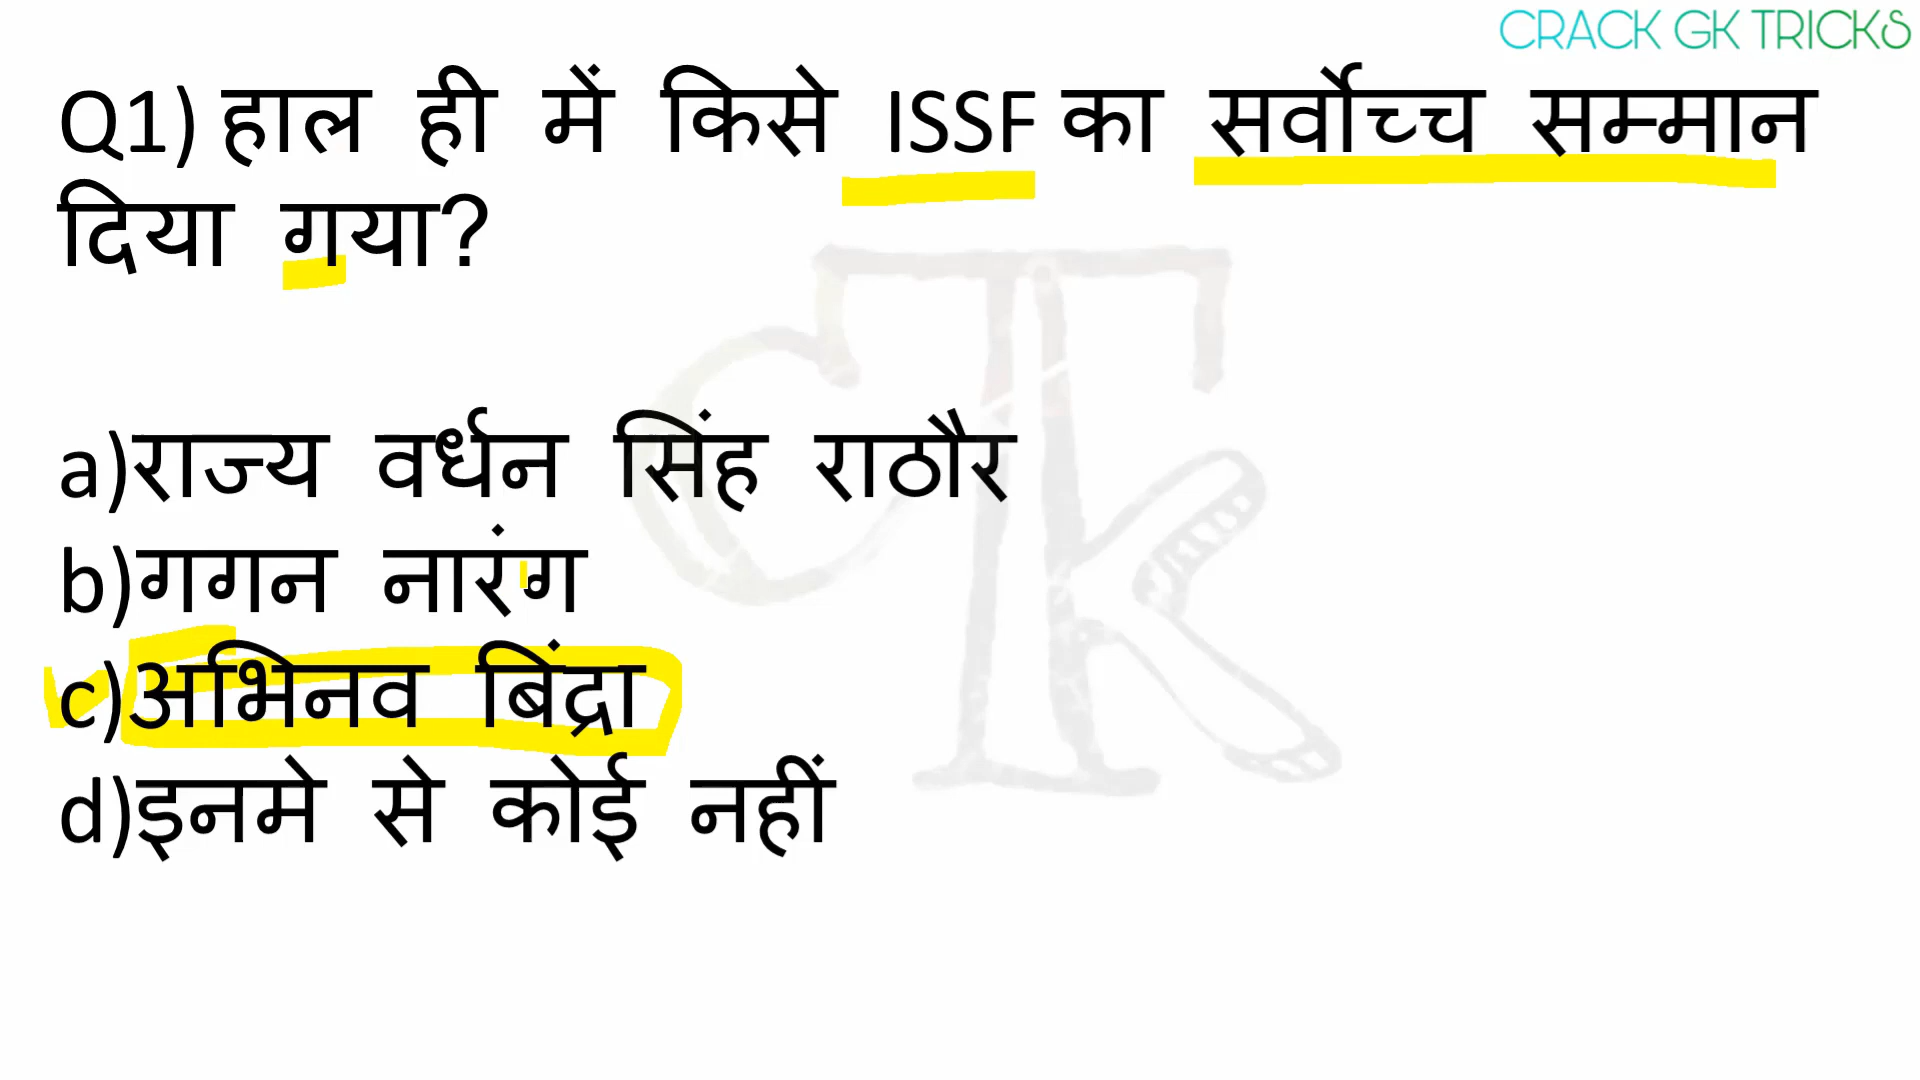 CRACK GK TRICKS
Q1) हाल ही में किसे ISSF का सर्वोच्च सम्मान
दिया गया?
a)राज्य वर्धन सिंह राठौर
b)गगन नारंग
c)अभिनव बिंद्रा
d)इनमे से कोई नहीं